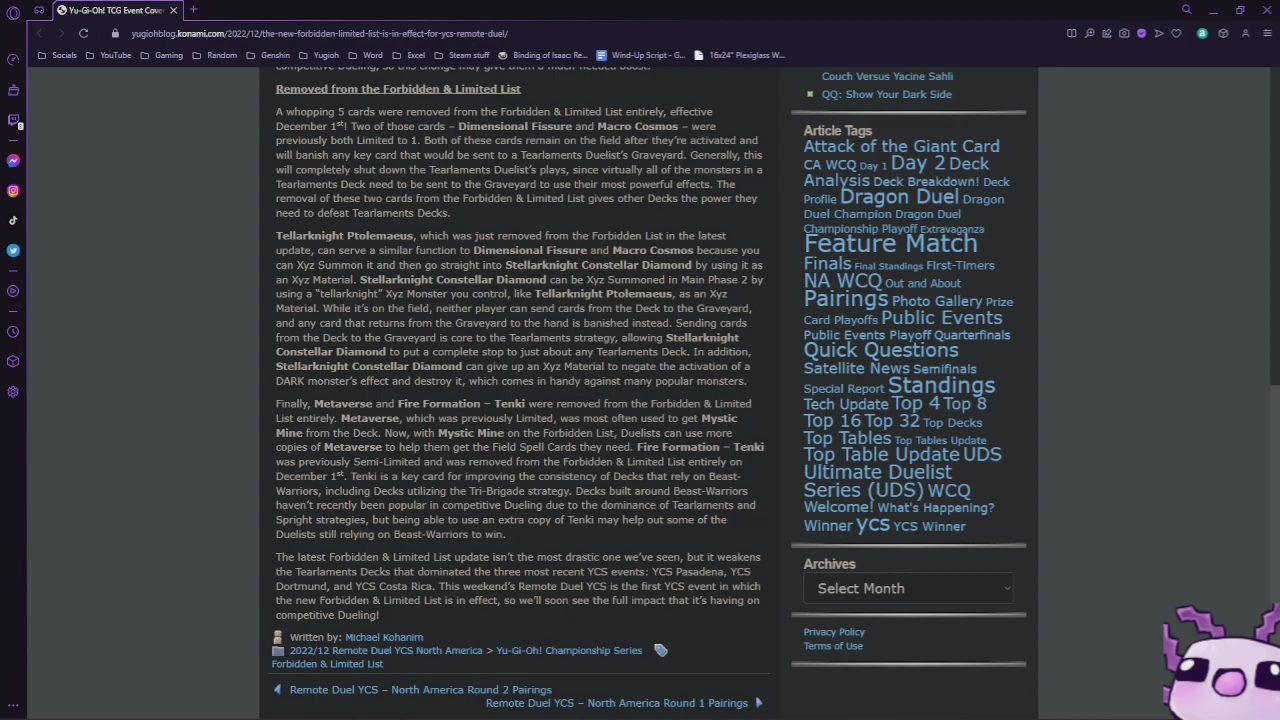 Yu-Gi-Oh! TCG Event Cove
yugiohblog.konami.com/2022/12/the-new-forbidden-limited-list-is-in-effect-for-ycs-remote-duel/
Socials YouTube Gaming Random Genshin Yugioh Word Excel Steam stuff Binding of Isaac: Re... Wind-Up Script - G... 16x24" Plexiglass W...
competitive Dueling, so this change may give them a much-needed boost.
Removed from the Forbidden & Limited List
A whopping 5 cards were removed from the Forbidden & Limited List entirely, effective
December 1st! Two of those cards – Dimensional Fissure and Macro Cosmos – were
previously both Limited to 1. Both of these cards remain on the field after they're activated and
will banish any key card that would be sent to a Tearlaments Duelist's Graveyard. Generally, this
will completely shut down the Tearlaments Duelist's plays, since virtually all of the monsters in a
Tearlaments Deck need to be sent to the Graveyard to use their most powerful effects. The
removal of these two cards from the Forbidden & Limited List gives other Decks the power they
need to defeat Tearlaments Decks.
Tellarknight Ptolemaeus, which was just removed from the Forbidden List in the latest
update, can serve a similar function to Dimensional Fissure and Macro Cosmos because you
can Xyz Summon it and then go straight into Stellarknight Constellar Diamond by using it as
an Xyz Material. Stellarknight Constellar Diamond can be Xyz Summoned in Main Phase 2 by
using a "tellarknight" Xyz Monster you control, like Tellarknight Ptolemaeus, as an Xyz
Material. While it's on the field, neither player can send cards from the Deck to the Graveyard,
and any card that returns from the Graveyard to the hand is banished instead. Sending cards
from the Deck to the Graveyard is core to the Tearlaments strategy, allowing Stellarknight
Constellar Diamond to put a complete stop to just about any Tearlaments Deck. In addition,
Stellarknight Constellar Diamond can give up an Xyz Material to negate the activation of a
DARK monster's effect and destroy it, which comes in handy against many popular monsters.
Finally, Metaverse and Fire Formation – Tenki were removed from the Forbidden & Limited
List entirely. Metaverse, which was previously Limited, was most often used to get Mystic
Mine from the Deck. Now, with Mystic Mine on the Forbidden List, Duelists can use more
copies of Metaverse to help them get the Field Spell Cards they need. Fire Formation – Tenki
was previously Semi-Limited and was removed from the Forbidden & Limited List entirely on
December 1st. Tenki is a key card for improving the consistency of Decks that rely on Beast-
Warriors, including Decks utilizing the Tri-Brigade strategy. Decks built around Beast-Warriors
haven't recently been popular in competitive Dueling due to the dominance of Tearlaments and
Spright strategies, but being able to use an extra copy of Tenki may help out some of the
Duelists still relying on Beast-Warriors to win.
The latest Forbidden & Limited List update isn't the most drastic one we've seen, but it weakens
the Tearlaments Decks that dominated the three most recent YCS events: YCS Pasadena, YCS
Dortmund, and YCS Costa Rica. This weekend's Remote Duel YCS is the first YCS event in which
the new Forbidden & Limited List is in effect, so we'll soon see the full impact that it's having on
competitive Dueling!
Written by: Michael Kohanim
2022/12 Remote Duel YCS North America > Yu-Gi-Oh! Championship Series
Forbidden & Limited List
Remote Duel YCS – North America Round 2 Pairings
Remote Duel YCS – North America Round 1 Pairings
Couch Versus Yacine Sahli
QQ: Show Your Dark Side
Article Tags
Attack of the Giant Card
CA WCQ Day 1 Day 2 Deck
Analysis Deck Breakdown! Deck
Profile Dragon Duel Dragon
Duel Champion Dragon Duel
Championship Playoff Extravaganza
Feature Match
Finals Final Standings First-Timers
NA WCQ Out and About
Pairings Photo Gallery Prize
Card Playoffs Public Events
Public Events Playoff Quarterfinals
Quick Questions
Satellite News Semifinals
Special Report Standings
Tech Update Top 4 Top 8
Top 16 Top 32 Top Decks
Top Tables Top Tables Update
Top Table Update UDS
Ultimate Duelist
Series (UDS) WCQ
Welcome! What's Happening?
Winner ycs YCS Winner
Archives
Select Month
Privacy Policy
Terms of Use